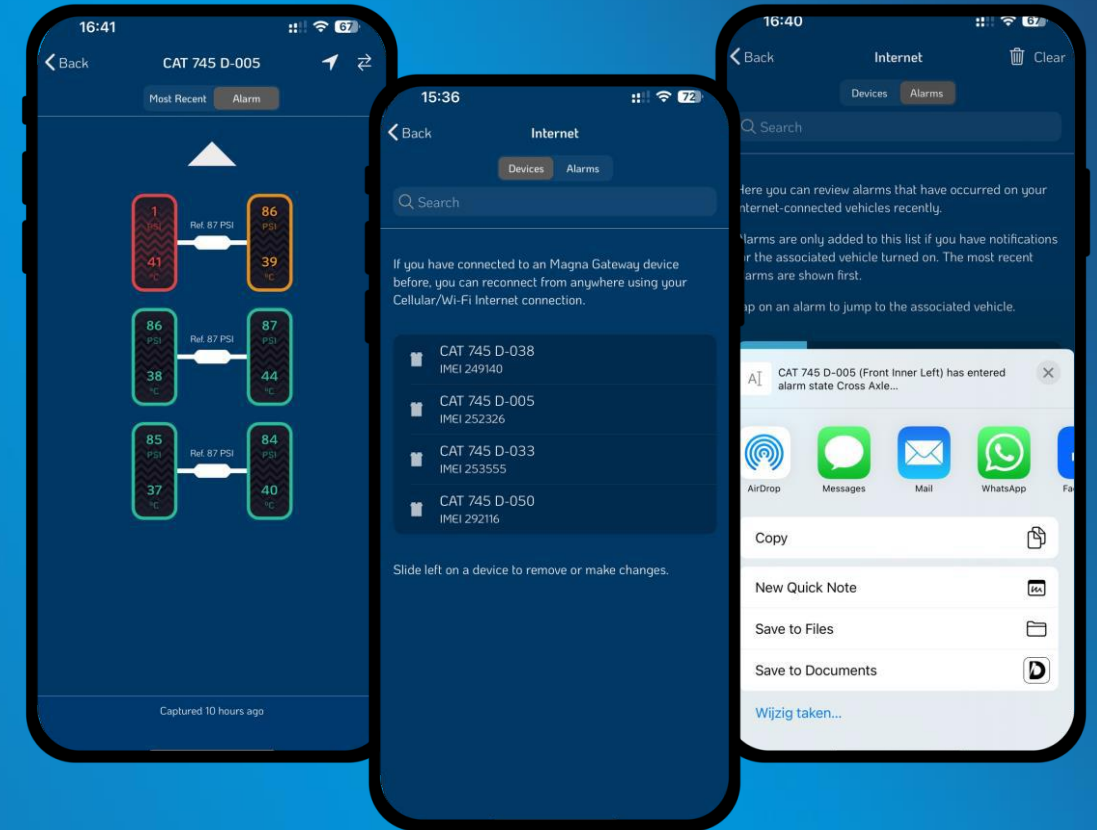 16:41
67
Back
CAT 745 D-005
Most Recent
Alarm
1
PSI
41
°C
Ref. 87 PSI
86
PSI
39
°C
86
PSI
38
°C
Ref. 87 PSI
87
PSI
44
°C
85
PSI
37
°C
Ref. 87 PSI
84
PSI
40
°C
Captured 10 hours ago
15:36
72
Back
Internet
Devices
Alarms
Search
If you have connected to an Magna Gateway device
before, you can reconnect from anywhere using your
Cellular/Wi-Fi Internet connection.
CAT 745 D-038
IMEI 249140
CAT 745 D-005
IMEI 252326
CAT 745 D-033
IMEI 253555
CAT 745 D-050
IMEI 292116
Slide left on a device to remove or make changes.
16:40
67
Back
Internet
Clear
Devices
Alarms
Search
Here you can review alarms that have occurred on your
internet-connected vehicles recently.
Alarms are only added to this list if you have notifications
for the associated vehicle turned on. The most recent
alarms are shown first.
Tap on an alarm to jump to the associated vehicle.
CAT 745 D-005 (Front Inner Left) has entered
alarm state Cross Axle...
AirDrop
Messages
Mail
WhatsApp
Fa
Copy
New Quick Note
Save to Files
Save to Documents
Wijzig taken...